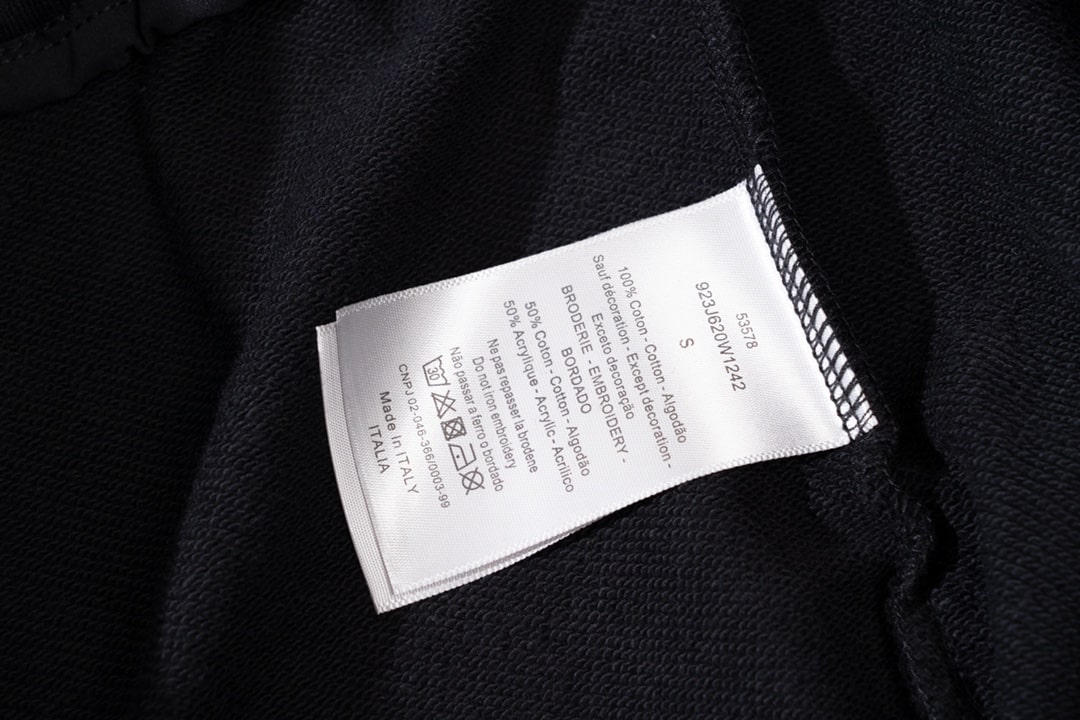 53578
923J620W1242
S
100% Coton - Cotton - Algodão
Sauf décoration - Except decoration -
Exceto decoração
BRODERIE - EMBROIDERY -
BORDADO
50% Coton - Cotton - Algodão
50% Acrylique - Acrylic - Acrilico
Ne pas repasser la broderie
Do not iron embroidery
Não passar a ferro o bordado
30
CNPJ 02-046-366/0003-99
Made In ITALY
ITALIA